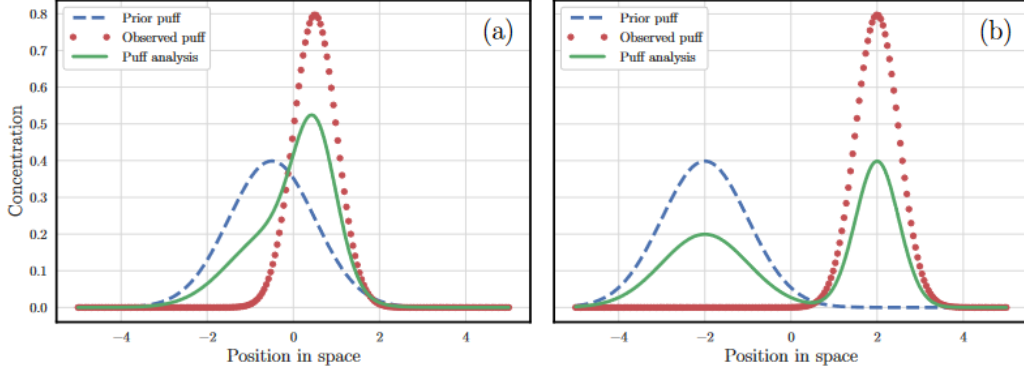 Prior puff
Observed puff
Puff analysis
(a)
0.8
0.7
0.6
0.5
0.4
0.3
0.2
0.1
0.0
Concentration
−4
−2
0
2
4
Position in space
Prior puff
Observed puff
Puff analysis
(b)
−4
−2
0
2
4
Position in space